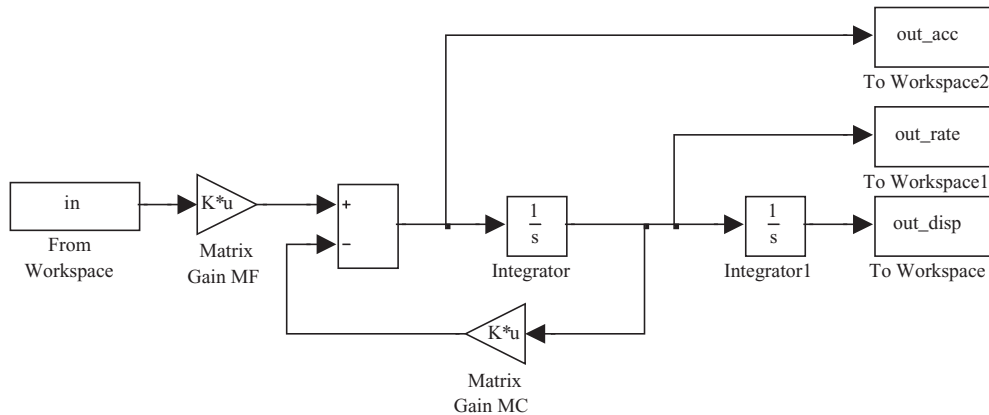 out_acc
To Workspace2
out_rate
To Workspace1
in
From
Workspace
K*u
Matrix
Gain MF
+
−
1
s
Integrator
1
s
Integrator1
out_disp
To Workspace
K*u
Matrix
Gain MC